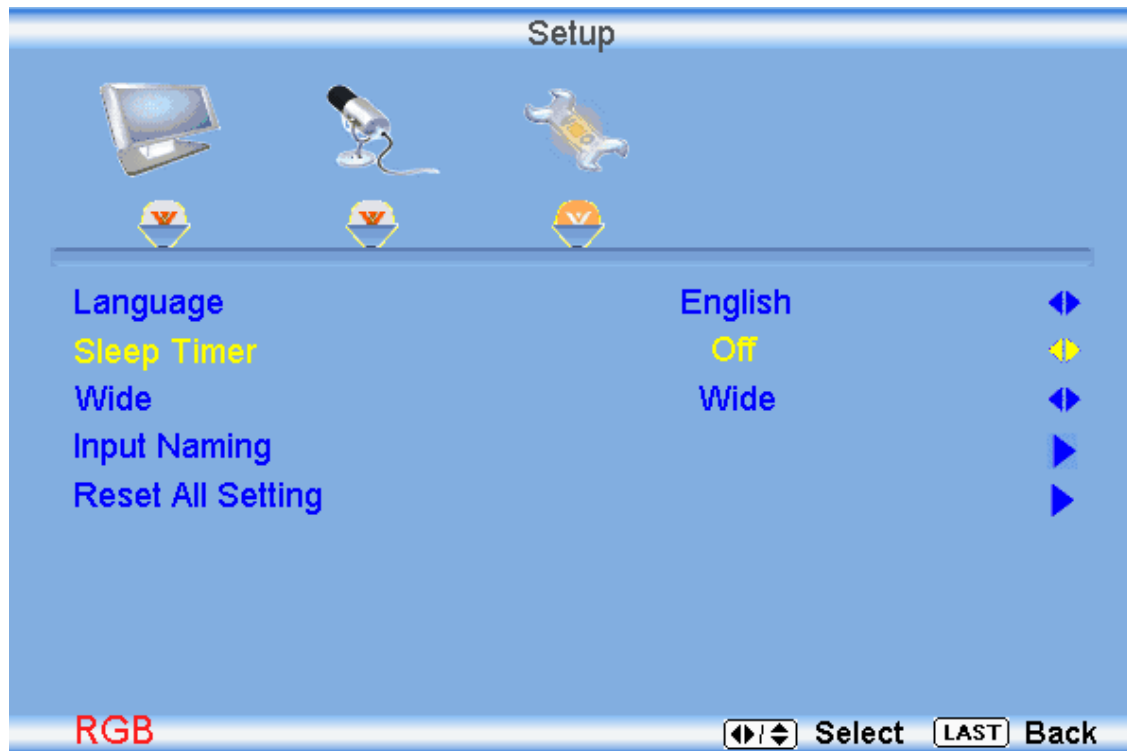 Setup
Language English
Sleep Timer Off
Wide Wide
Input Naming
Reset All Setting
RGB / Select LAST Back